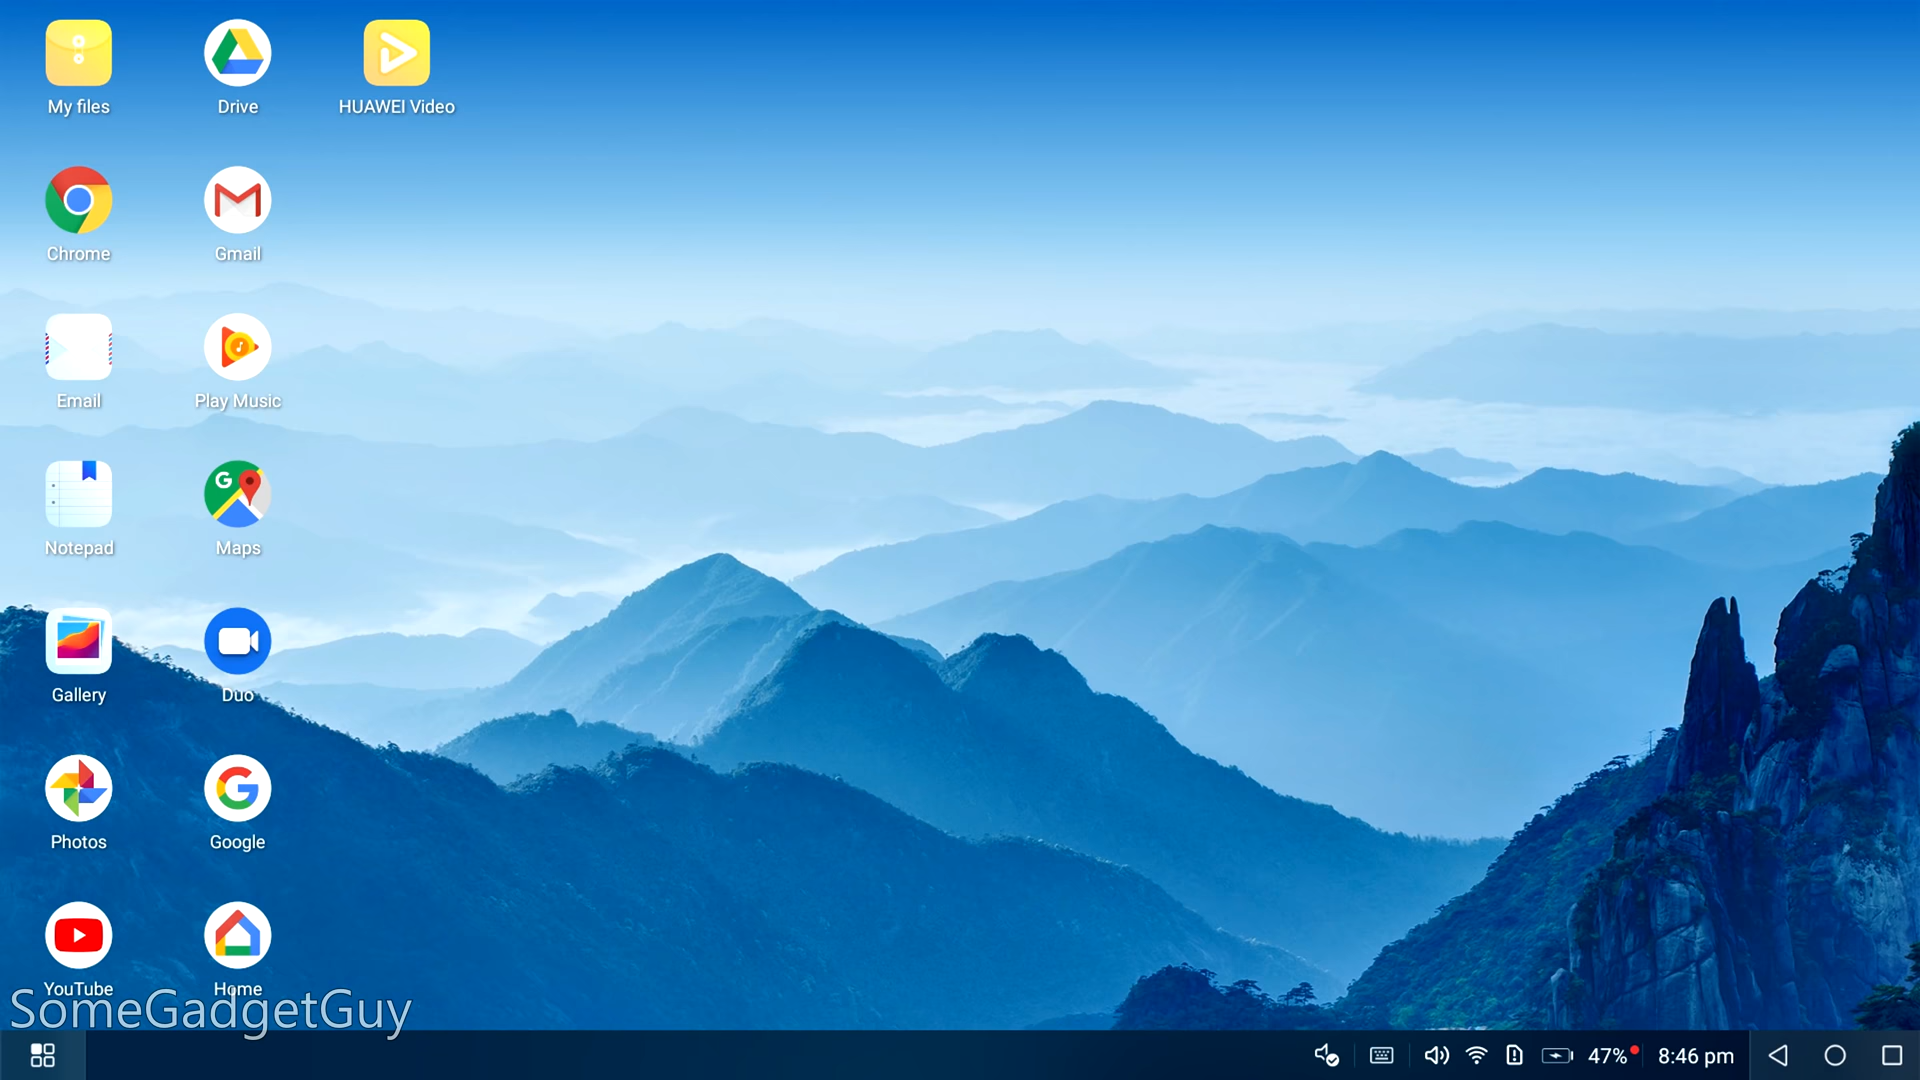 My files
Drive
HUAWEI Video
Chrome
Gmail
Email
Play Music
Notepad
G
Maps
Gallery
Duo
Photos
G
Google
YouTube
Home
SomeGadgetGuy
47%
8:46 pm